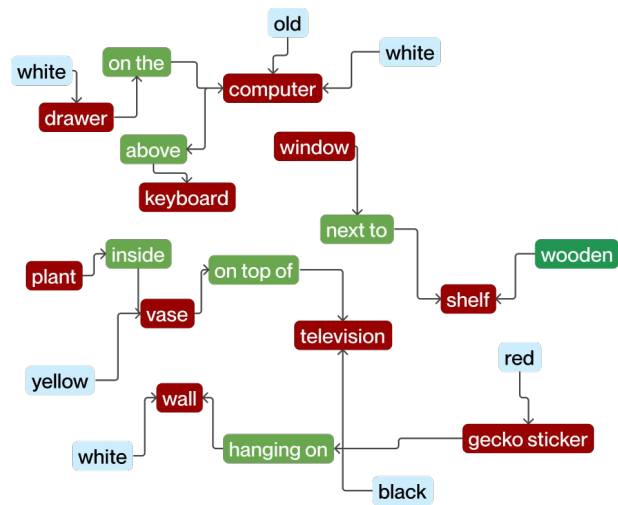 old
on the
white
white
computer
drawer
above
window
keyboard
next to
inside
wooden
on top of
plant
shelf
vase
television
red
yellow
wall
gecko sticker
hanging on
white
black